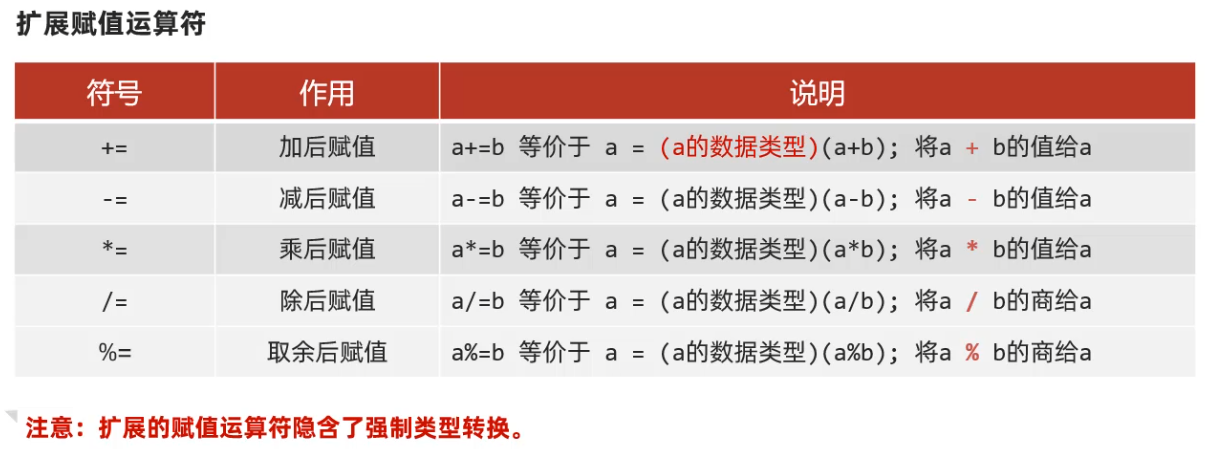 扩展赋值运算符
符号 作用 说明
+= 加后赋值 a+=b 等价于 a = (a的数据类型)(a+b); 将a + b的值给a
-= 减后赋值 a-=b 等价于 a = (a的数据类型)(a-b); 将a - b的值给a
*= 乘后赋值 a*=b 等价于 a = (a的数据类型)(a*b); 将a * b的值给a
/= 除后赋值 a/=b 等价于 a = (a的数据类型)(a/b); 将a / b的商给a
%= 取余后赋值 a%=b 等价于 a = (a的数据类型)(a%b); 将a % b的商给a
注意：扩展的赋值运算符隐含了强制类型转换。